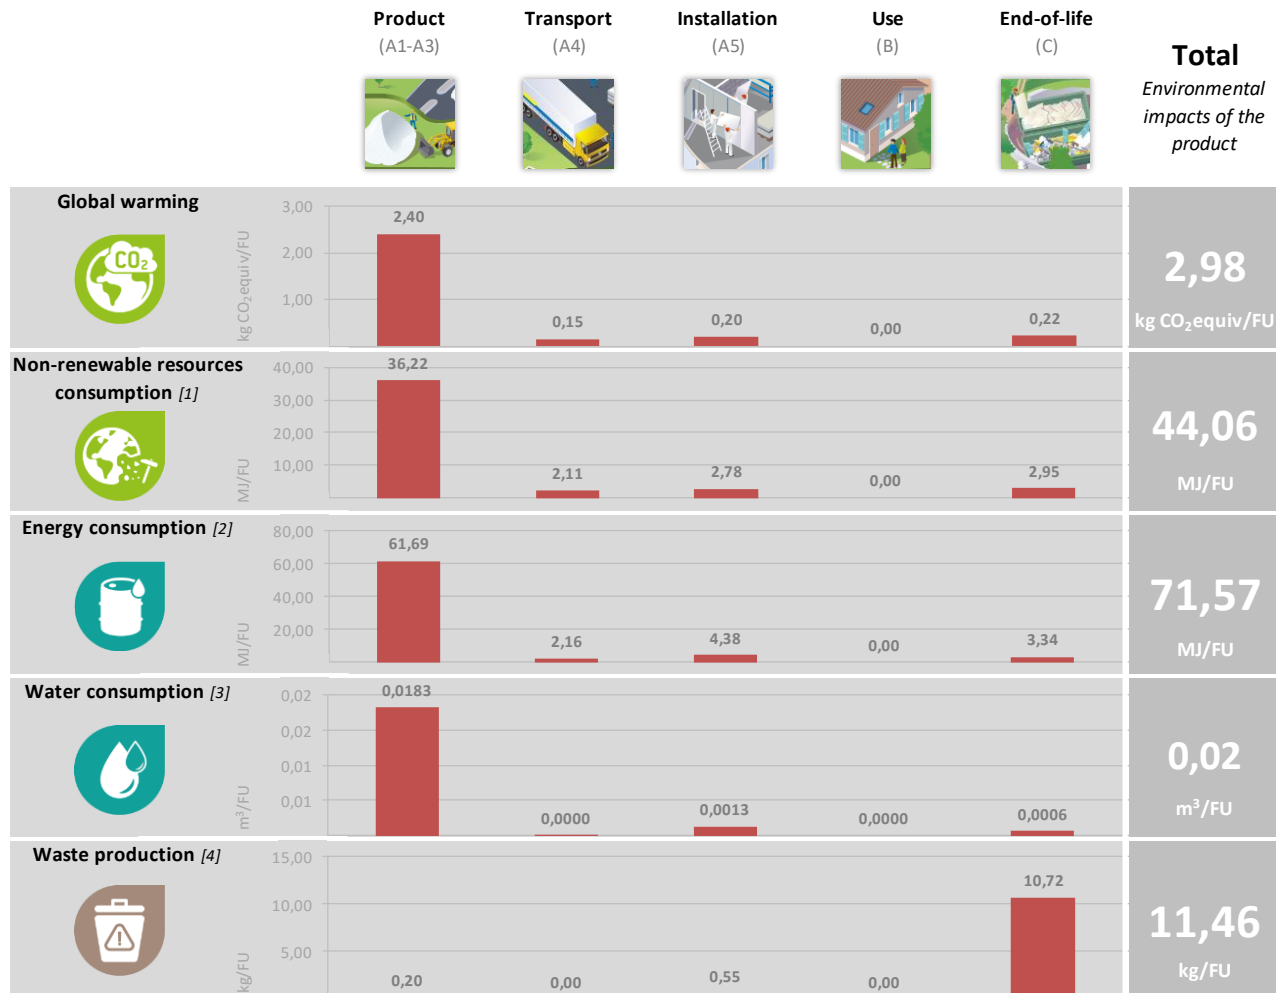 Product Transport Installation Use End-of-life
(A1-A3) (A4) (A5) (B) (C)
Total
Environmental
impacts of the
product
Global warming
CO2
kg CO2equiv/FU
3,00
2,00
1,00
2,40 0,15 0,20 0,00 0,22
2,98
kg CO2equiv/FU
Non-renewable resources
consumption [1]
MJ/FU
40,00
30,00
20,00
10,00
36,22 2,11 2,78 0,00 2,95
44,06
MJ/FU
Energy consumption [2]
MJ/FU
80,00
60,00
40,00
20,00
61,69 2,16 4,38 0,00 3,34
71,57
MJ/FU
Water consumption [3]
m³/FU
0,02
0,02
0,01
0,01
0,0183 0,0000 0,0013 0,0000 0,0006
0,02
m³/FU
Waste production [4]
kg/FU
15,00
10,00
5,00
0,20 0,00 0,55 0,00 10,72
11,46
kg/FU